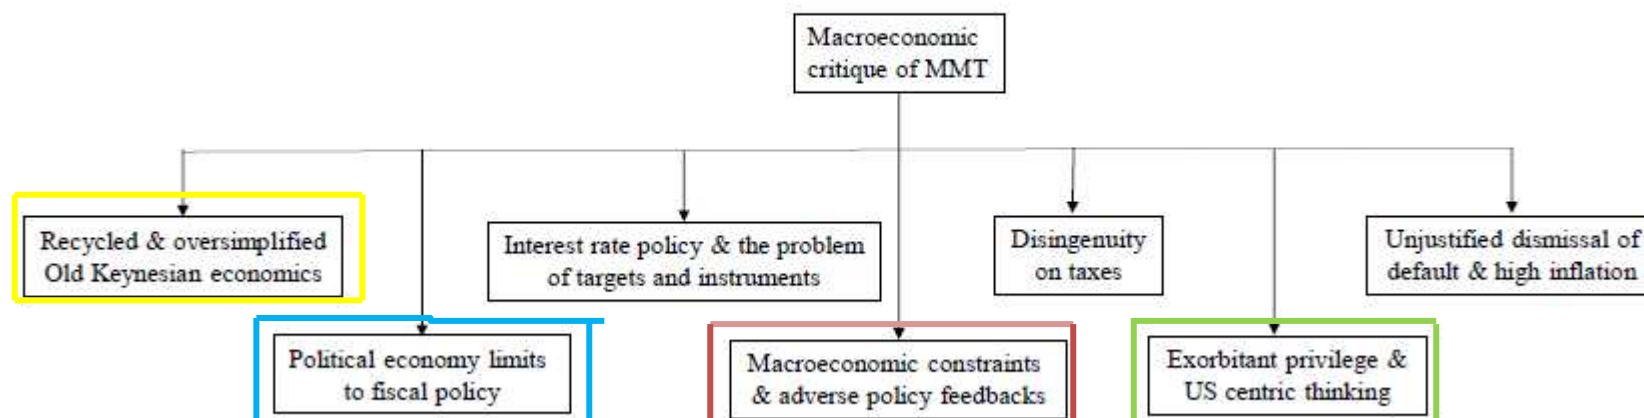 Macroeconomic
critique of MMT
Recycled & oversimplified
Old Keynesian economics
Interest rate policy & the problem
of targets and instruments
Disingenuity
on taxes
Unjustified dismissal of
default & high inflation
Political economy limits
to fiscal policy
Macroeconomic constraints
& adverse policy feedbacks
Exorbitant privilege &
US centric thinking